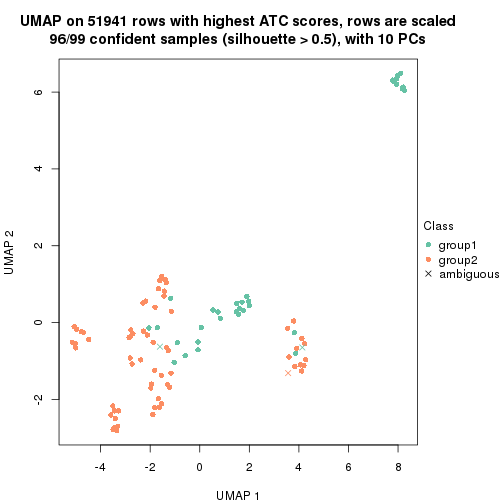 UMAP on 51941 rows with highest ATC scores, rows are scaled
96/99 confident samples (silhouette > 0.5), with 10 PCs
6
4
2
0
-2
UMAP 2
-4
-2
0
2
4
6
8
UMAP 1
Class
group1
group2
ambiguous